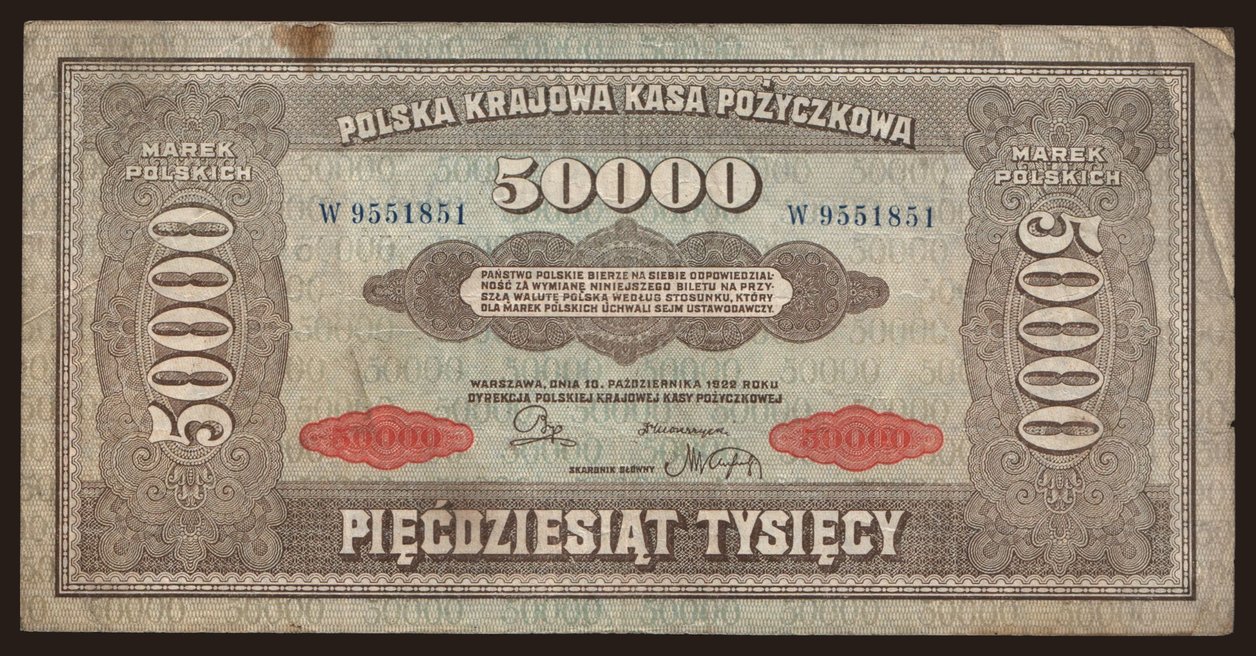 POLSKA KRAJOWA KASA POŻYCZKOWA
MAREK
POLSKICH
50000
MAREK
POLSKICH
W 9551851
W 9551851
50000
50000
PAŃSTWO POLSKIE BIERZE NA SIEBIE ODPOWIEDZIAL-
NOŚĆ ZA WYMIANĘ NINIEJSZEGO BILETU NA PRZY-
SZŁĄ WALUTĘ POLSKĄ WEDŁUG STOSUNKU, KTÓRY
DLA MAREK POLSKICH UCHWALI SEJM USTAWODAWCZY.
WARSZAWA, DNIA 10. PAŹDZIERNIKA 1922 ROKU
DYREKCJA POLSKIEJ KRAJOWEJ KASY POŻYCZKOWEJ
50000
50000
SKARBNIK GŁÓWNY
PIĘĆDZIESIĄT TYSIĘCY